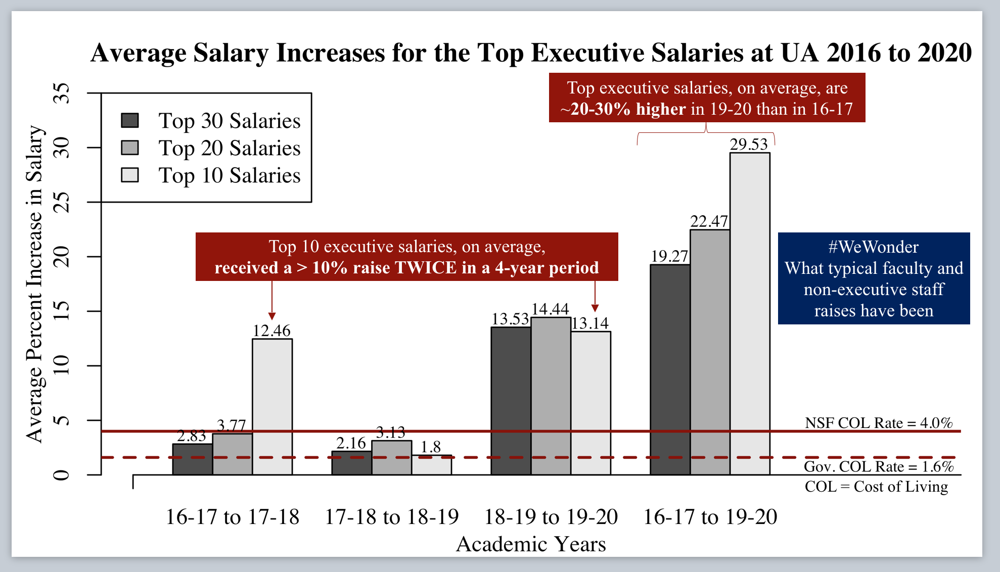 Average Salary Increases for the Top Executive Salaries at UA 2016 to 2020
Top executive salaries, on average, are
~20-30% higher in 19-20 than in 16-17
Top 30 Salaries
Top 20 Salaries
Top 10 Salaries
Average Percent Increase in Salary
35
30
25
20
15
10
5
0
Top 10 executive salaries, on average,
received a > 10% raise TWICE in a 4-year period
#WeWonder
What typical faculty and
non-executive staff
raises have been
2.83
3.77
12.46
2.16
3.13
1.8
13.53
14.44
13.14
19.27
22.47
29.53
NSF COL Rate = 4.0%
Gov. COL Rate = 1.6%
COL = Cost of Living
16-17 to 17-18
17-18 to 18-19
18-19 to 19-20
16-17 to 19-20
Academic Years